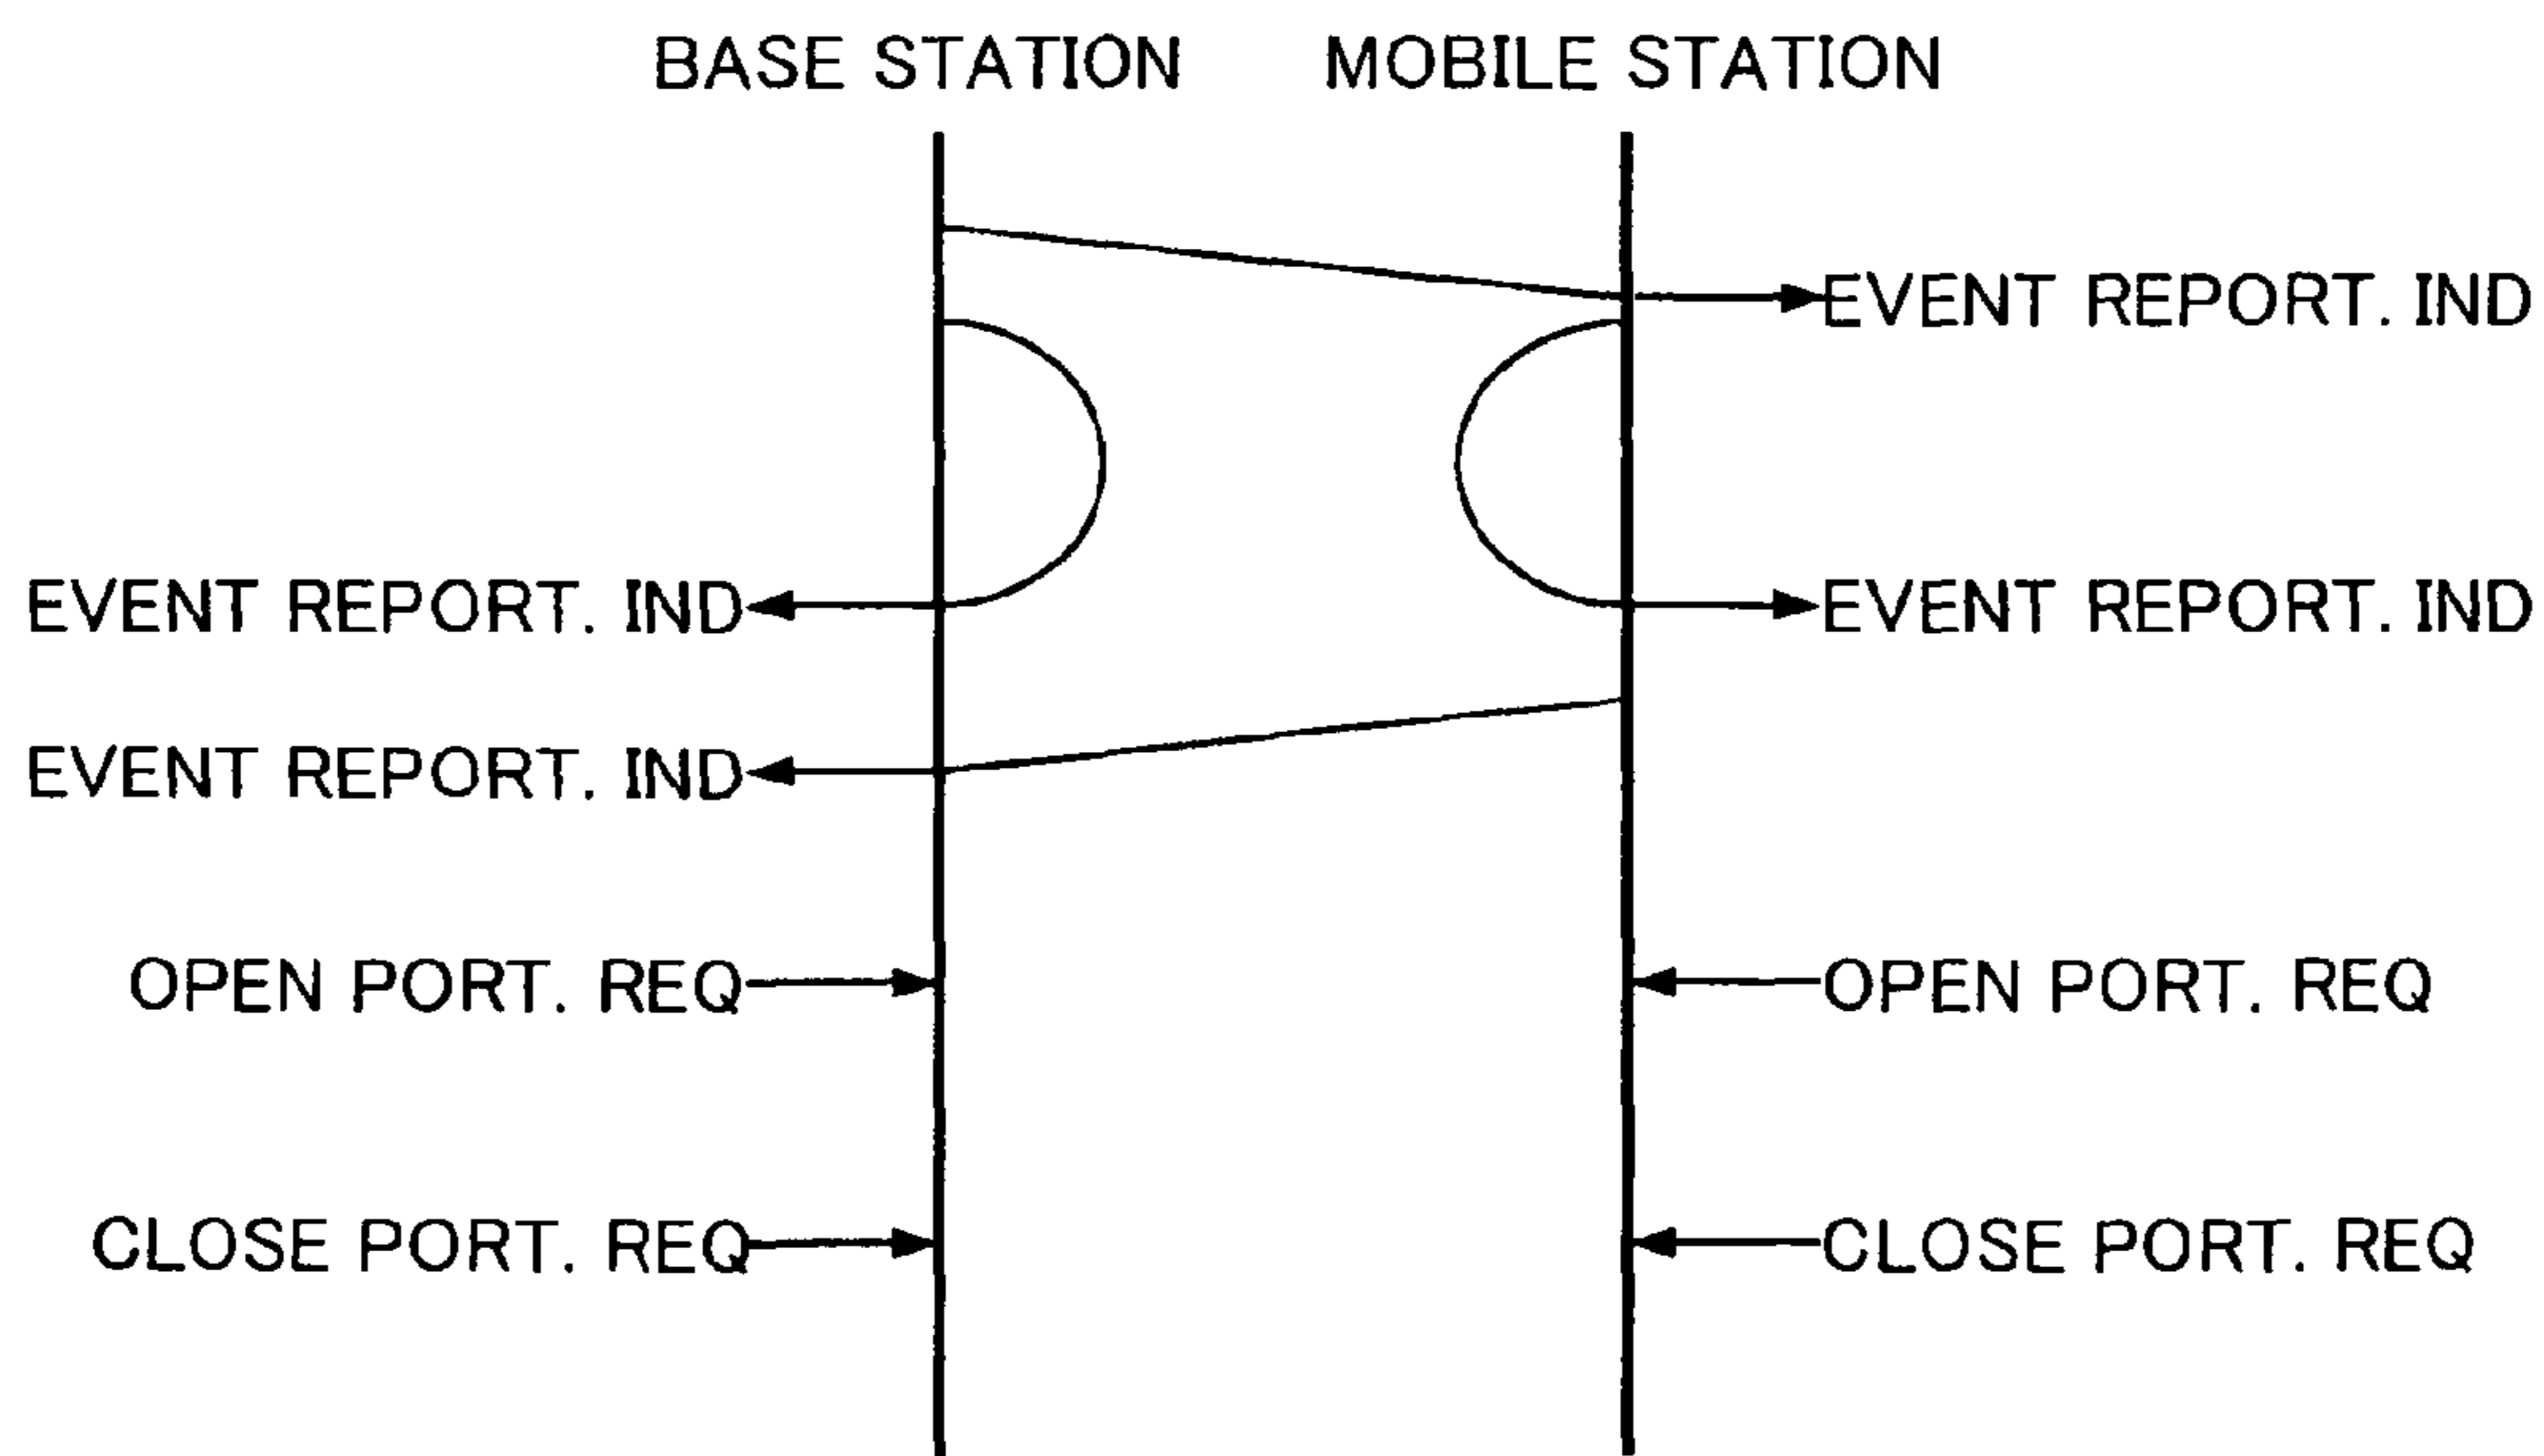 BASE STATION MOBILE STATION
EVENT REPORT. IND
EVENT REPORT. IND EVENT REPORT. IND
EVENT REPORT. IND
OPEN PORT. REQ OPEN PORT. REQ
CLOSE PORT. REQ CLOSE PORT. REQ